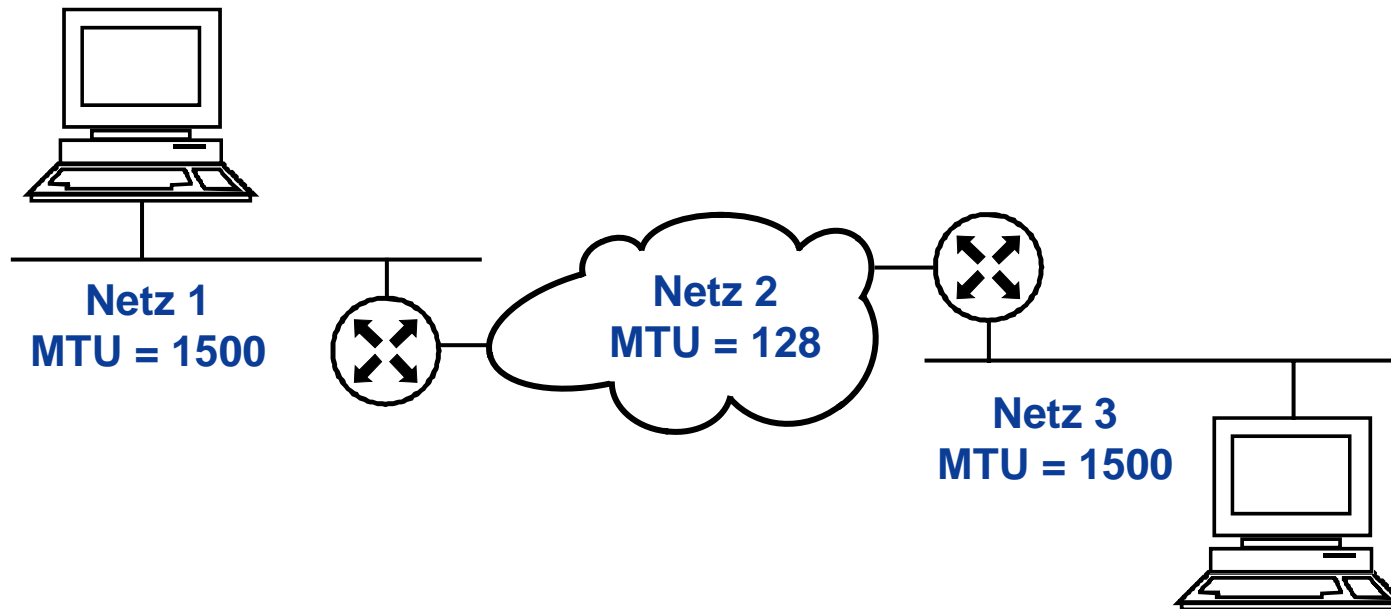 Netz 1
MTU = 1500
Netz 2
MTU = 128
Netz 3
MTU = 1500